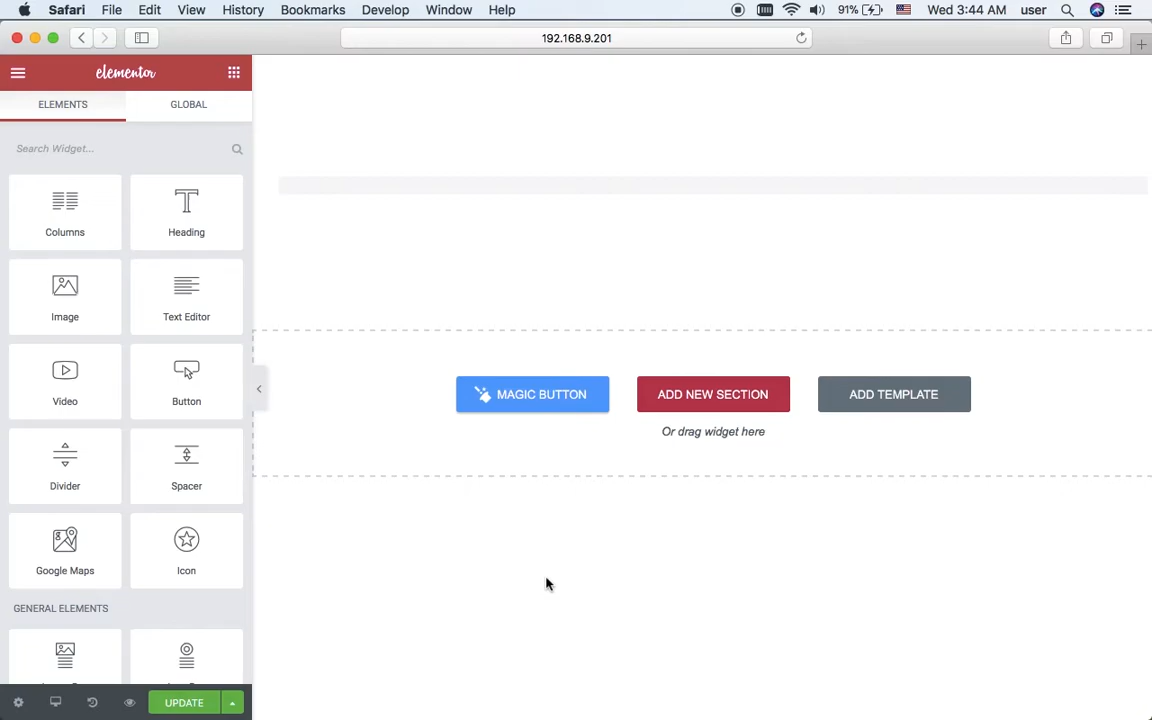 Safari File Edit View History Bookmarks Develop Window Help 91% Wed 3:44 AM user
192.168.9.201
elementor
ELEMENTS GLOBAL
Search Widget...
Columns Heading
Image Text Editor
MAGIC BUTTON ADD NEW SECTION ADD TEMPLATE
Or drag widget here
Video Button
Divider Spacer
Google Maps Icon
GENERAL ELEMENTS
UPDATE